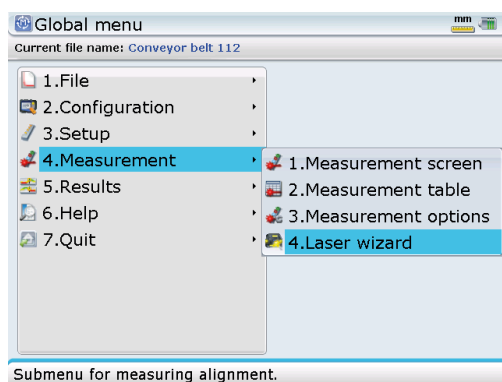 Global menu
mm
Current file name: Conveyor belt 112
1.File
2.Configuration
3.Setup
4.Measurement
5.Results
6.Help
7.Quit
1.Measurement screen
2.Measurement table
3.Measurement options
4.Laser wizard
Submenu for measuring alignment.